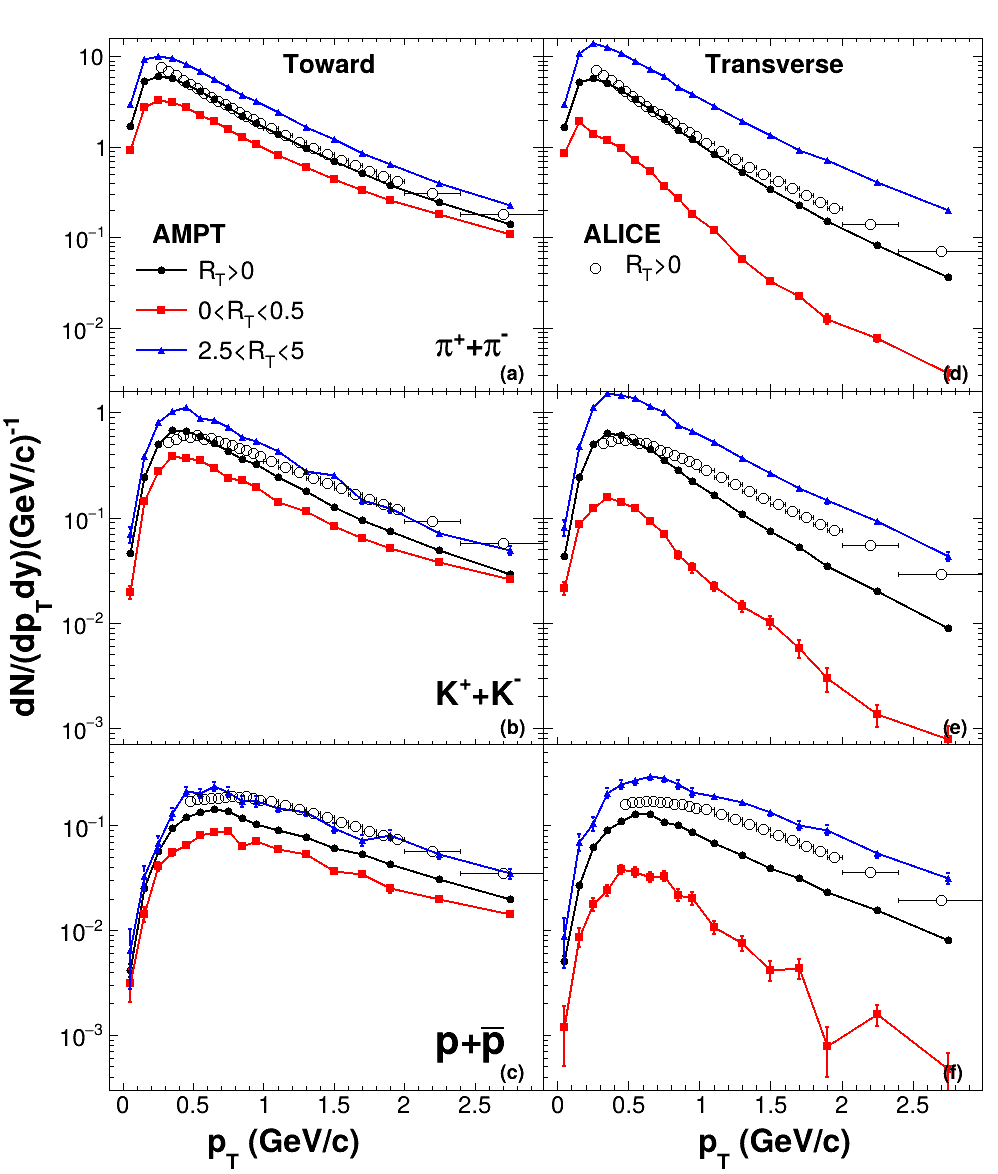 Toward
Transverse
10
1
10⁻¹
10⁻²
AMPT
R_T>0
0<R_T<0.5
2.5<R_T<5
ALICE
R_T>0
π⁺+π⁻
(a)
(d)
1
10⁻¹
10⁻²
10⁻³
K⁺+K⁻
(b)
(e)
10⁻¹
10⁻²
10⁻³
p+p̅
(c)
(f)
dN/(dp_T dy)(GeV/c)⁻¹
0 0.5 1 1.5 2 2.5
0 0.5 1 1.5 2 2.5
p_T (GeV/c)
p_T (GeV/c)